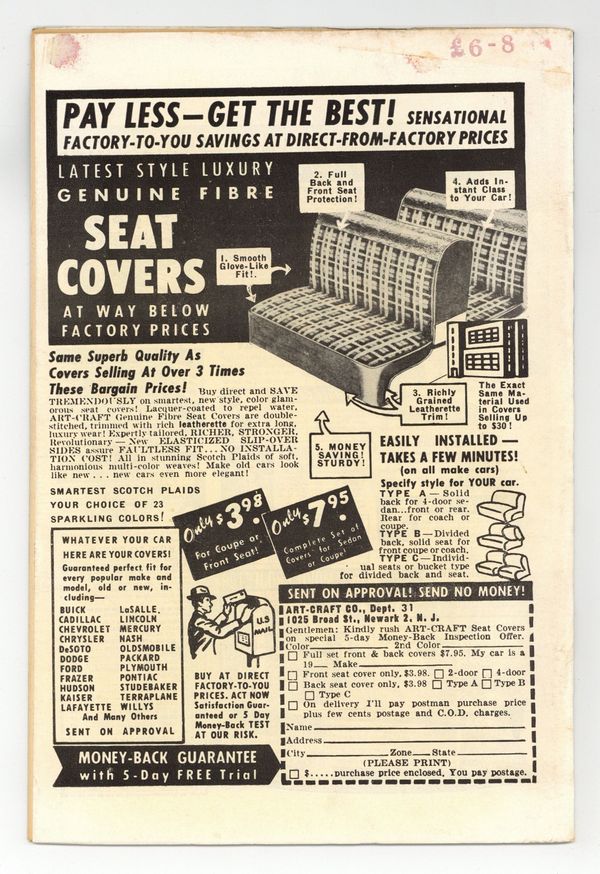 £6-8
PAY LESS—GET THE BEST! SENSATIONAL
FACTORY-TO-YOU SAVINGS AT DIRECT-FROM-FACTORY PRICES
LATEST STYLE LUXURY
GENUINE FIBRE
SEAT
COVERS
AT WAY BELOW
FACTORY PRICES
1. Smooth
Glove-Like
Fit!.
2. Full
Back and
Front Seat
Protection!
4. Adds In-
stant Class
to Your Car!
3. Richly
Grained
Leatherette
Trim!
The Exact
Same Ma-
terial Used
in Covers
Selling Up
to $30!
5. MONEY
SAVING!
STURDY!
Same Superb Quality As
Covers Selling At Over 3 Times
These Bargain Prices! Buy direct and SAVE
TREMENDOUSLY on smartest, new style, color glam-
orous seat covers! Lacquer-coated to repel water,
ART-CRAFT Genuine Fibre Seat Covers are double-
stitched, trimmed with rich leatherette for extra long,
luxury wear! Expertly tailored, RICHER, STRONGER,
Revolutionary — New ELASTICIZED SLIP-OVER
SIDES assure FAULTLESS FIT...NO INSTALLA-
TION COST! All in stunning Scotch Plaids of soft,
harmonious multi-color weaves! Make old cars look
like new . . . new cars even more elegant!
SMARTEST SCOTCH PLAIDS
YOUR CHOICE OF 23
SPARKLING COLORS!
Only $3.98
For Coupe or
Front Seat!
Only $7.95
Complete Set of
Covers for Sedan
or Coupe!
EASILY INSTALLED —
TAKES A FEW MINUTES!
(on all make cars)
Specify style for YOUR car.
TYPE A — Solid
back for 4-door se-
dan...front or rear.
Rear for coach or
coupe.
TYPE B — Divided
back, solid seat for
front coupe or coach.
TYPE C — Individ-
ual seats or bucket type
for divided back and seat.
WHATEVER YOUR CAR
HERE ARE YOUR COVERS!
Guaranteed perfect fit for
every popular make and
model, old or new, in-
cluding—
BUICK LaSALLE
CADILLAC LINCOLN
CHEVROLET MERCURY
CHRYSLER NASH
DeSOTO OLDSMOBILE
DODGE PACKARD
FORD PLYMOUTH
FRAZER PONTIAC
HUDSON STUDEBAKER
KAISER TERRAPLANE
LAFAYETTE WILLYS
And Many Others
SENT ON APPROVAL
U.S
MAIL
BUY AT DIRECT
FACTORY-TO-YOU
PRICES. ACT NOW
Satisfaction Guar-
anteed or 5 Day
Money-Back TEST
AT OUR RISK.
MONEY-BACK GUARANTEE
with 5-Day FREE Trial
SENT ON APPROVAL! SEND NO MONEY!
ART-CRAFT CO., Dept. 31
1025 Broad St., Newark 2, N. J.
Gentlemen: Kindly rush ART-CRAFT Seat Covers
on special 5-day Money-Back Inspection Offer.
Color 2nd Color
Full set front & back covers $7.95. My car is a
19__ Make
Front seat cover only, $3.98. 2-door 4-door
Back seat cover only, $3.98 Type A Type B
Type C
On delivery I'll pay postman purchase price
plus few cents postage and C.O.D. charges.
Name
Address
City Zone State
(PLEASE PRINT)
$.....purchase price enclosed. You pay postage.